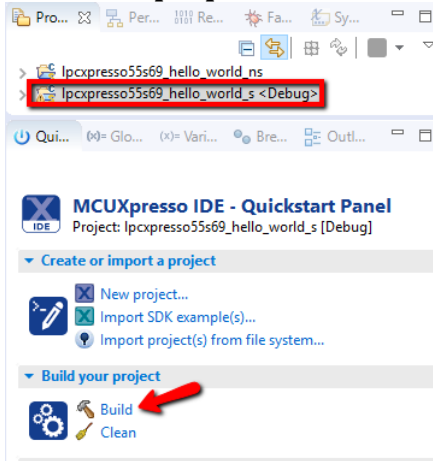 Pro... Per... Re... Fa... Sy...
lpcxpresso55s69_hello_world_ns
lpcxpresso55s69_hello_world_s <Debug>
Qui... (x)= Glo... (x)= Vari... Bre... Outl...
MCUXpresso IDE - Quickstart Panel
IDE
Project: lpcxpresso55s69_hello_world_s [Debug]
Create or import a project
New project...
Import SDK example(s)...
Import project(s) from file system...
Build your project
Build
Clean